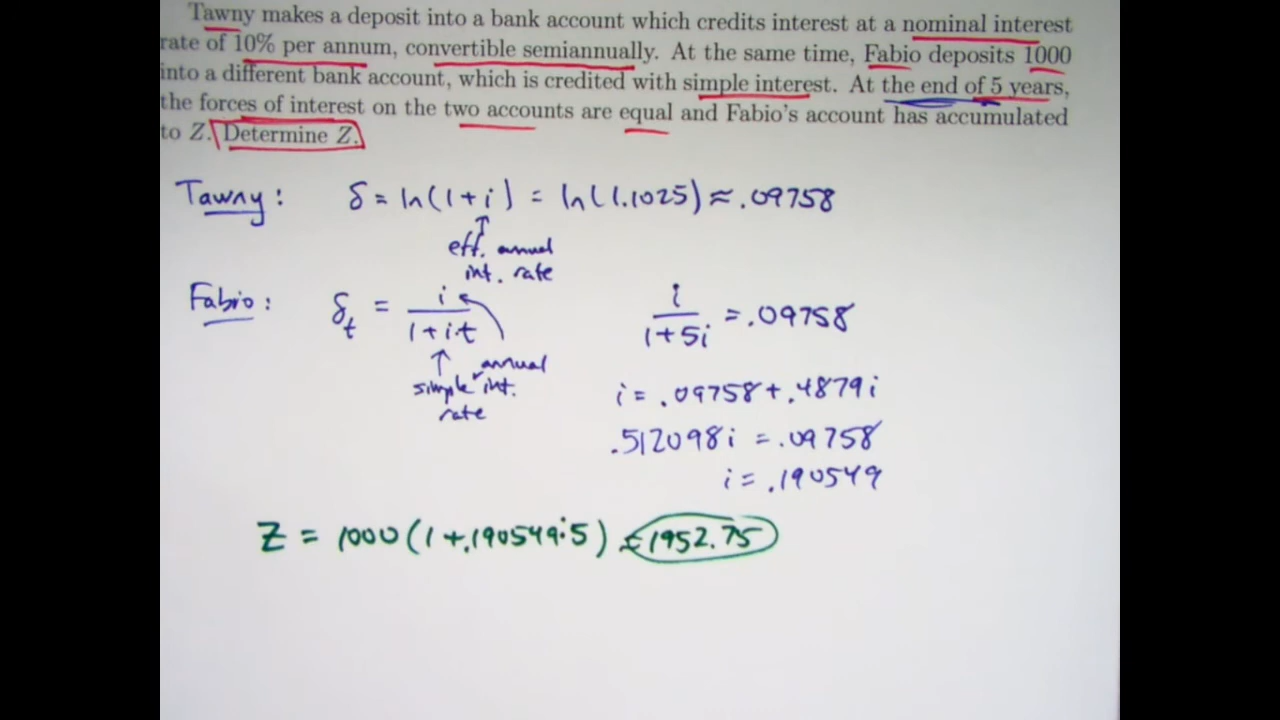 Tawny makes a deposit into a bank account which credits interest at a nominal interest
rate of 10% per annum, convertible semiannually. At the same time, Fabio deposits 1000
into a different bank account, which is credited with simple interest. At the end of 5 years,
the forces of interest on the two accounts are equal and Fabio's account has accumulated
to Z. Determine Z.
Tawny: δ = ln(1+i) = ln(1.1025) ≈ .09758
eff. annual
int. rate
Fabio: δ_t = i/(1+it)
i/(1+5i) = .09758
annual
simple int.
rate
i = .09758 + .4879i
.512098i = .09758
i = .190549
Z = 1000(1+.190549·5) ≈ 1952.75